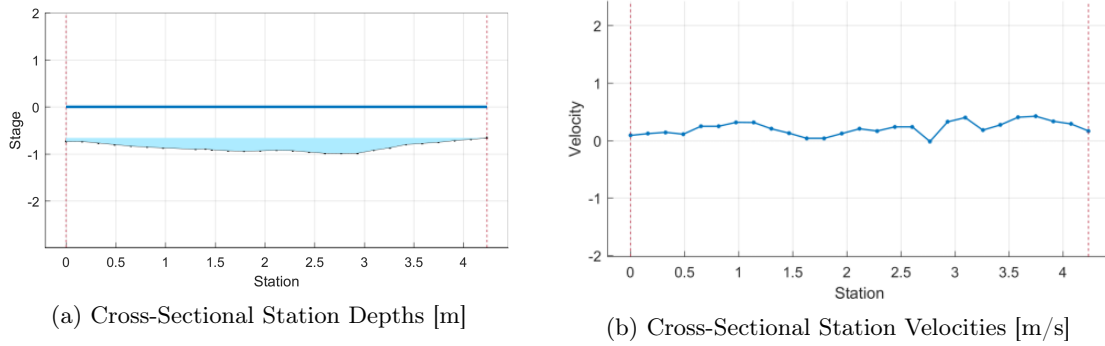 2
1
0
-1
-2
Stage
0 0.5 1 1.5 2 2.5 3 3.5 4
Station
(a) Cross-Sectional Station Depths [m]
2
1
0
-1
-2
Velocity
0 0.5 1 1.5 2 2.5 3 3.5 4
Station
(b) Cross-Sectional Station Velocities [m/s]